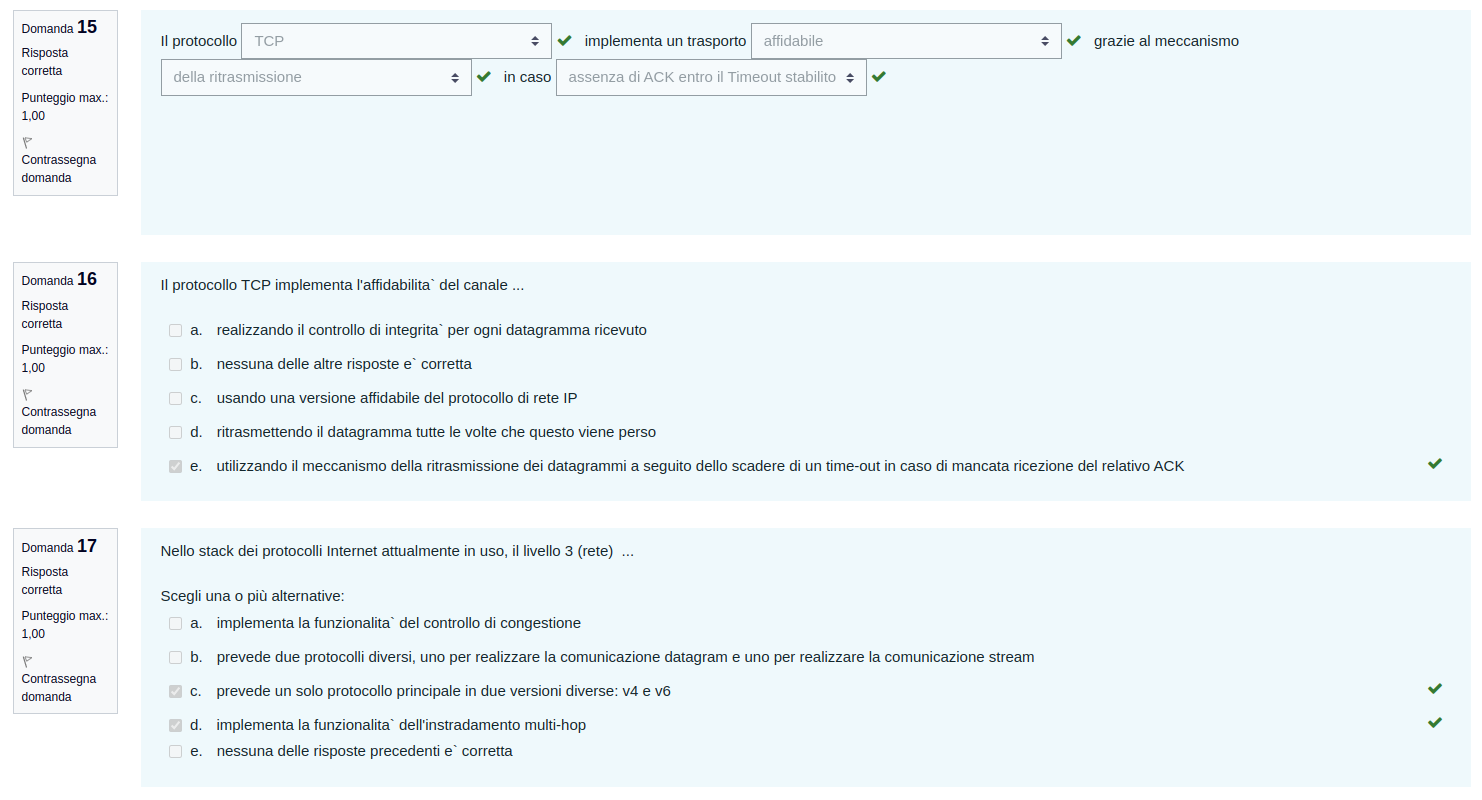 Domanda 15
Risposta
corretta
Punteggio max.:
1,00
Contrassegna
domanda
Il protocollo TCP implementa un trasporto affidabile grazie al meccanismo
della ritrasmissione in caso assenza di ACK entro il Timeout stabilito
Domanda 16
Risposta
corretta
Punteggio max.:
1,00
Contrassegna
domanda
Il protocollo TCP implementa l'affidabilita` del canale ...
a. realizzando il controllo di integrita` per ogni datagramma ricevuto
b. nessuna delle altre risposte e` corretta
c. usando una versione affidabile del protocollo di rete IP
d. ritrasmettendo il datagramma tutte le volte che questo viene perso
e. utilizzando il meccanismo della ritrasmissione dei datagrammi a seguito dello scadere di un time-out in caso di mancata ricezione del relativo ACK
Domanda 17
Risposta
corretta
Punteggio max.:
1,00
Contrassegna
domanda
Nello stack dei protocolli Internet attualmente in uso, il livello 3 (rete) ...
Scegli una o più alternative:
a. implementa la funzionalita` del controllo di congestione
b. prevede due protocolli diversi, uno per realizzare la comunicazione datagram e uno per realizzare la comunicazione stream
c. prevede un solo protocollo principale in due versioni diverse: v4 e v6
d. implementa la funzionalita` dell'instradamento multi-hop
e. nessuna delle risposte precedenti e` corretta